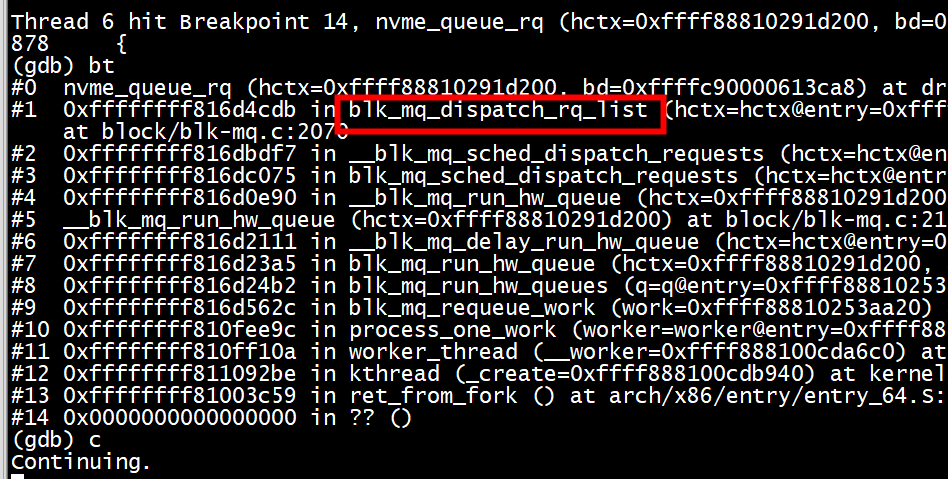 Thread 6 hit Breakpoint 14, nvme_queue_rq (hctx=0xffff88810291d200, bd=0
878     {
(gdb) bt
#0  nvme_queue_rq (hctx=0xffff88810291d200, bd=0xffffc90000613ca8) at dr
#1  0xffffffff816d4cdb in blk_mq_dispatch_rq_list (hctx=hctx@entry=0xfff
    at block/blk-mq.c:2070
#2  0xffffffff816dbdf7 in __blk_mq_sched_dispatch_requests (hctx=hctx@en
#3  0xffffffff816dc075 in blk_mq_sched_dispatch_requests (hctx=hctx@entr
#4  0xffffffff816d0e90 in __blk_mq_run_hw_queue (hctx=0xffff88810291d200
#5  __blk_mq_run_hw_queue (hctx=0xffff88810291d200) at block/blk-mq.c:21
#6  0xffffffff816d2111 in __blk_mq_delay_run_hw_queue (hctx=hctx@entry=0
#7  0xffffffff816d23a5 in blk_mq_run_hw_queue (hctx=0xffff88810291d200,
#8  0xffffffff816d24b2 in blk_mq_run_hw_queues (q=q@entry=0xffff88810253
#9  0xffffffff816d562c in blk_mq_requeue_work (work=0xffff88810253aa20)
#10 0xffffffff810fee9c in process_one_work (worker=worker@entry=0xffff88
#11 0xffffffff810ff10a in worker_thread (__worker=0xffff888100cda6c0) at
#12 0xffffffff811092be in kthread (_create=0xffff888100cdb940) at kernel
#13 0xffffffff81003c59 in ret_from_fork () at arch/x86/entry/entry_64.S:
#14 0x0000000000000000 in ?? ()
(gdb) c
Continuing.